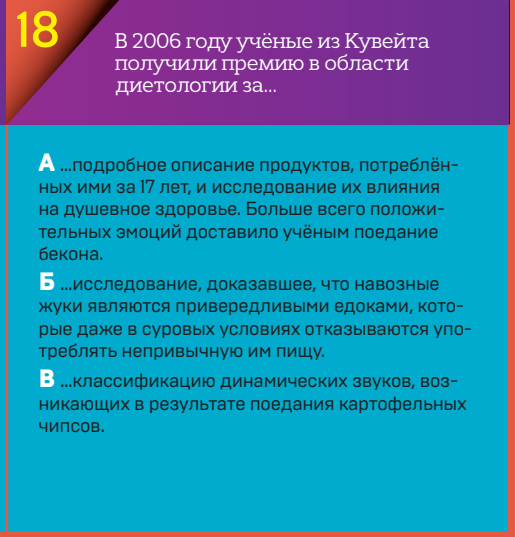 18
В 2006 году учёные из Кувейта
получили премию в области
диетологии за...
А ...подробное описание продуктов, потреблён-
ных ими за 17 лет, и исследование их влияния
на душевное здоровье. Больше всего положи-
тельных эмоций доставило учёным поедание
бекона.
Б ...исследование, доказавшее, что навозные
жуки являются привередливыми едоками, кото-
рые даже в суровых условиях отказываются упо-
треблять непривычную им пищу.
В ...классификацию динамических звуков, воз-
никающих в результате поедания картофельных
чипсов.